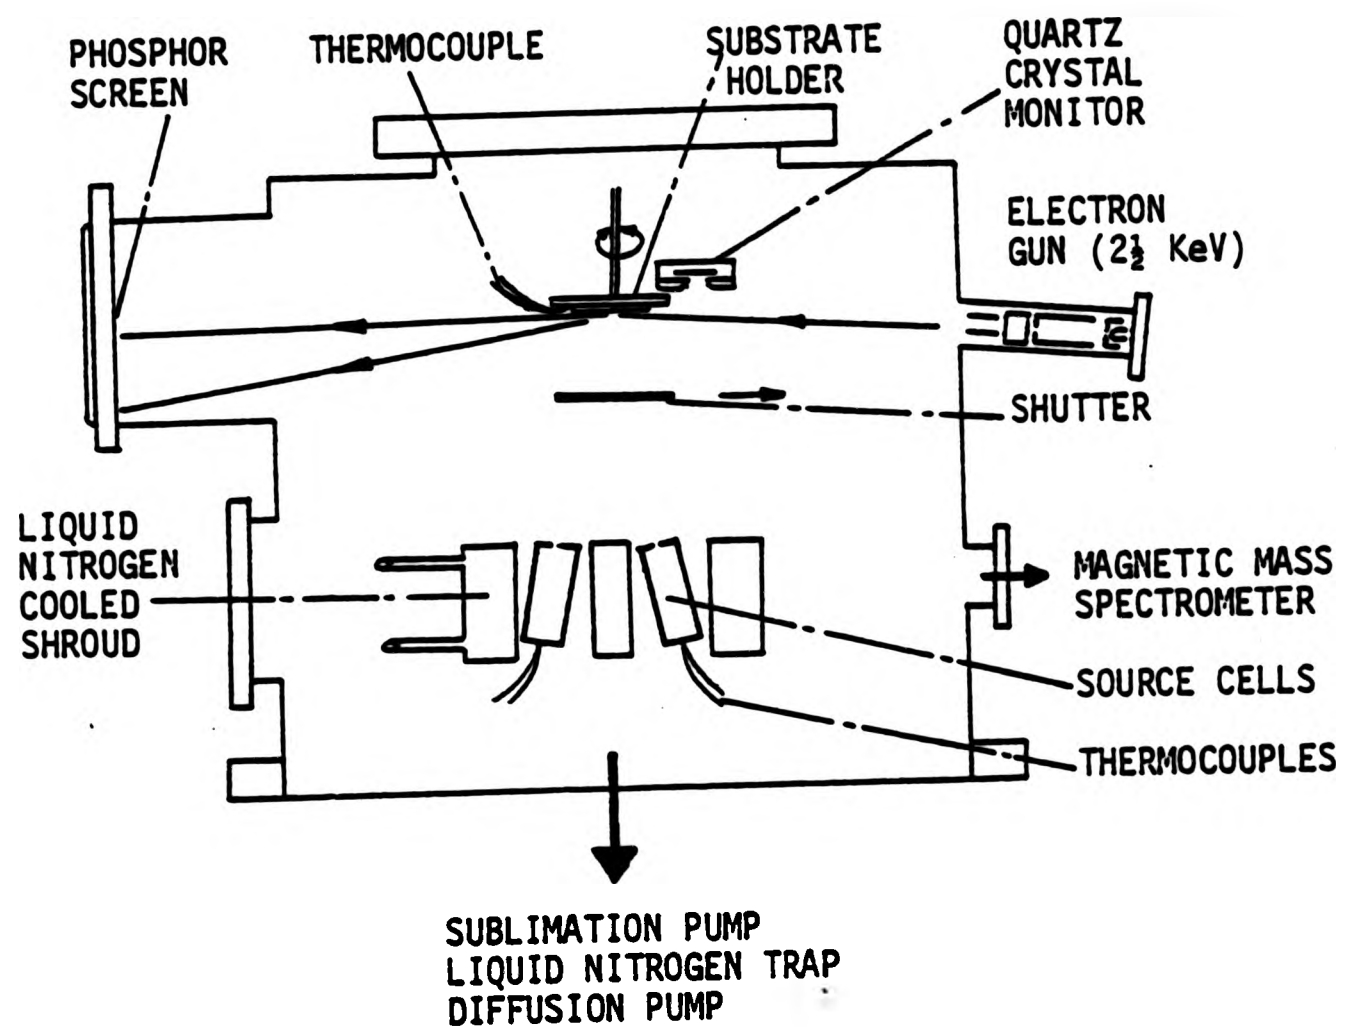 PHOSPHOR
SCREEN
THERMOCOUPLE
SUBSTRATE
HOLDER
QUARTZ
CRYSTAL
MONITOR
ELECTRON
GUN (2½ KeV)
SHUTTER
LIQUID
NITROGEN
COOLED
SHROUD
MAGNETIC MASS
SPECTROMETER
SOURCE CELLS
THERMOCOUPLES
SUBLIMATION PUMP
LIQUID NITROGEN TRAP
DIFFUSION PUMP